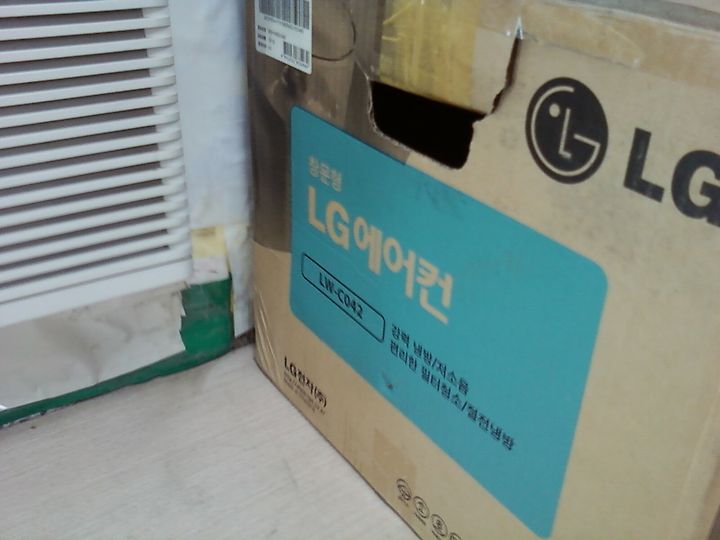 LG
창문형
LG에어컨
LW-C042
강력 냉방/저소음
편리한 필터청소/절전냉방
LG전자(주)